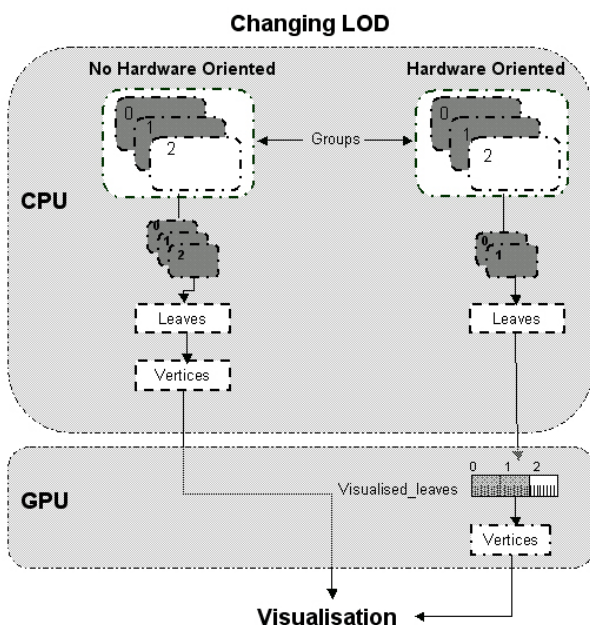 Changing LOD
No Hardware Oriented
Hardware Oriented
0
1
2
Groups
0
1
2
CPU
0
1
2
0
1
Leaves
Leaves
Vertices
GPU
0 1 2
Visualised_leaves
Vertices
Visualisation